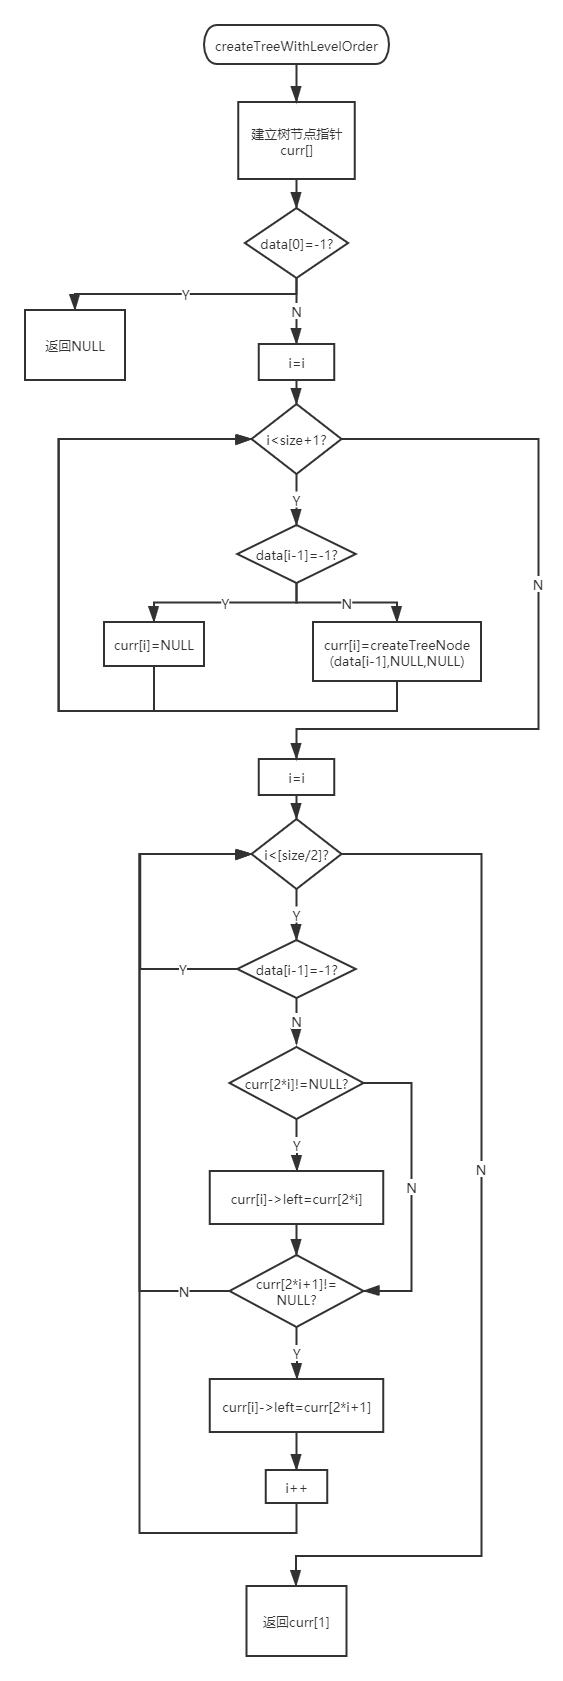 createTreeWithLevelOrder
建立树节点指针
curr[]
data[0]=-1?
Y
N
返回NULL
i=i
i<size+1?
Y
N
data[i-1]=-1?
Y
N
curr[i]=NULL
curr[i]=createTreeNode
(data[i-1],NULL,NULL)
i=i
i<[size/2]?
Y
data[i-1]=-1?
Y
N
curr[2*i]!=NULL?
Y
N
N
curr[i]->left=curr[2*i]
curr[2*i+1]!=
NULL?
N
Y
curr[i]->left=curr[2*i+1]
i++
返回curr[1]